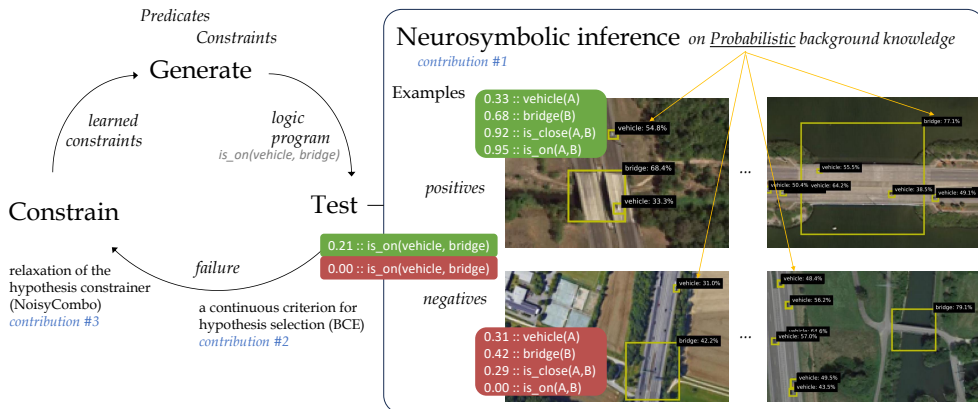 Predicates
Constraints
Generate
learned
constraints
logic
program
is_on(vehicle, bridge)
Constrain
Test
failure
relaxation of the
hypothesis constrainer
(NoisyCombo)
contribution #3
a continuous criterion for
hypothesis selection (BCE)
contribution #2
0.21 :: is_on(vehicle, bridge)
0.00 :: is_on(vehicle, bridge)
Neurosymbolic inference on Probabilistic background knowledge
contribution #1
Examples
0.33 :: vehicle(A)
0.68 :: bridge(B)
0.92 :: is_close(A,B)
0.95 :: is_on(A,B)
positives
vehicle: 54.8%
bridge: 68.4%
vehicle: 33.3%
...
bridge: 77.1%
vehicle: 55.5%
vehicle: 50.4%
vehicle: 64.2%
vehicle: 38.5%
vehicle: 49.1%
negatives
0.31 :: vehicle(A)
0.42 :: bridge(B)
0.29 :: is_close(A,B)
0.00 :: is_on(A,B)
vehicle: 31.0%
bridge: 42.2%
...
vehicle: 48.4%
vehicle: 56.2%
bridge: 79.1%
vehicle: 57.0%
vehicle: 49.5%
vehicle: 43.5%